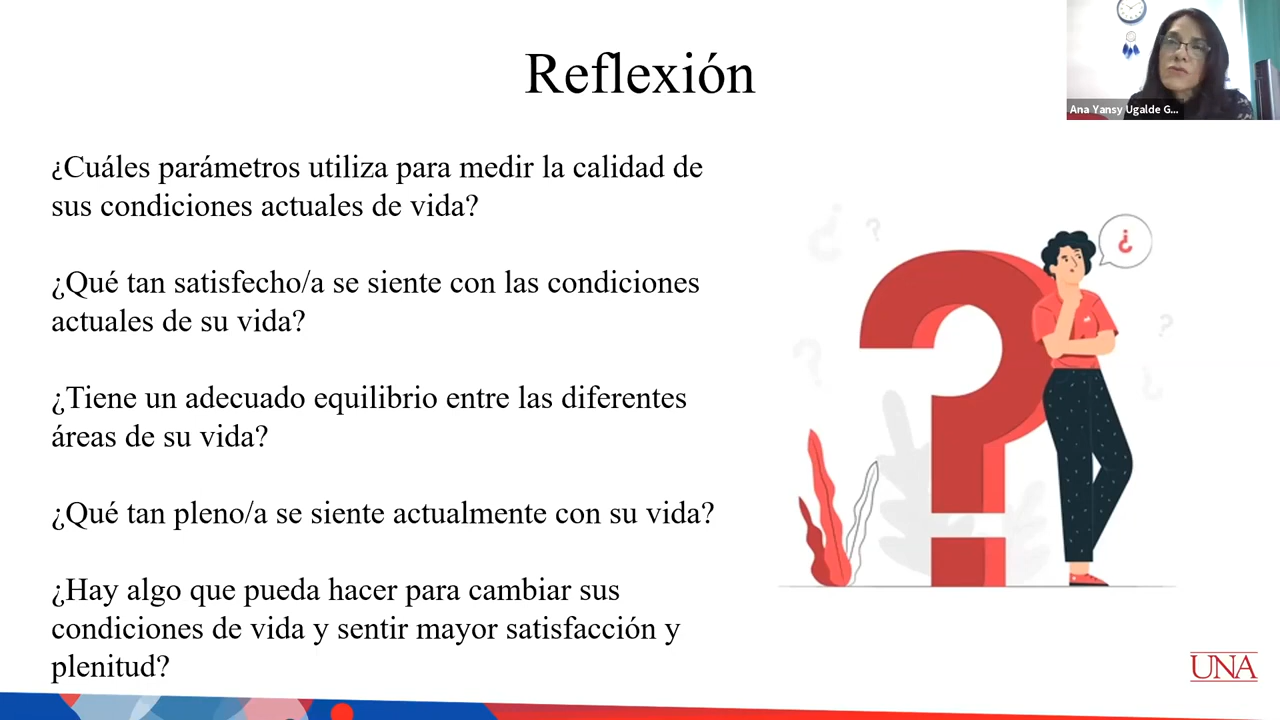 Reflexión
Ana Yansy Ugalde G...
¿Cuáles parámetros utiliza para medir la calidad de
sus condiciones actuales de vida?
¿Qué tan satisfecho/a se siente con las condiciones
actuales de su vida?
¿Tiene un adecuado equilibrio entre las diferentes
áreas de su vida?
¿Qué tan pleno/a se siente actualmente con su vida?
¿Hay algo que pueda hacer para cambiar sus
condiciones de vida y sentir mayor satisfacción y
plenitud?
¿
UNA